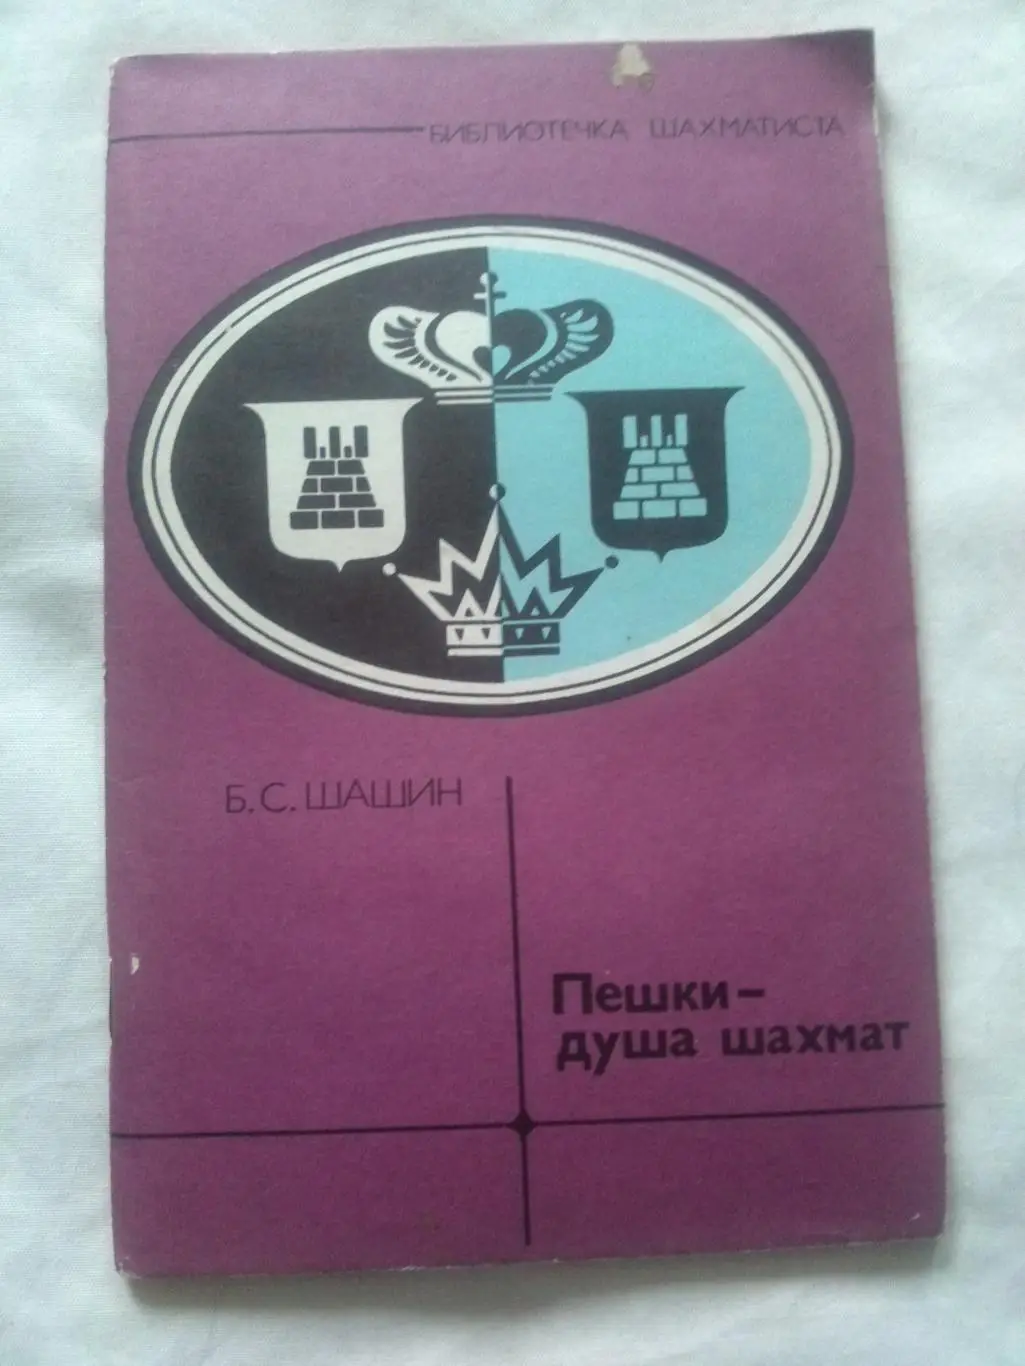 БИБЛИОТЕЧКА ШАХМАТИСТА
Б.С. ШАШИН
Пешки –
душа шахмат